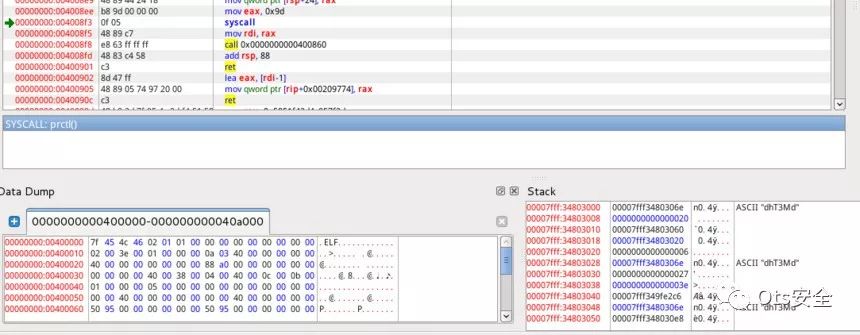 00000000:004008e9 48 89 44 24 18 mov qword ptr [rsp+24], rax
00000000:004008ee b8 9d 00 00 00 mov eax, 0x9d
00000000:004008f3 0f 05 syscall
00000000:004008f5 48 89 c7 mov rdi, rax
00000000:004008f8 e8 63 ff ff ff call 0x0000000000400860
00000000:004008fd 48 83 c4 58 add rsp, 88
00000000:00400901 c3 ret
00000000:00400902 8d 47 ff lea eax, [rdi-1]
00000000:00400905 48 89 05 74 97 20 00 mov qword ptr [rip+0x00209774], rax
00000000:0040090c c3 ret
SYSCALL: prctl()
Data Dump
0000000000400000-000000000040a000
00000000:00400000 7f 45 4c 46 02 01 01 00 00 00 00 00 00 00 00 00 .ELF............
00000000:00400010 02 00 3e 00 01 00 00 00 0a 03 40 00 00 00 00 00 ..>.......@.....
00000000:00400020 40 00 00 00 00 00 00 00 88 a0 00 00 00 00 00 00 @...............
00000000:00400030 00 00 00 00 40 00 38 00 04 00 40 00 0c 00 0b 00
00000000:00400040 01 00 00 00 05 00 00 00 00 00 00 00 00 00 00 00
00000000:00400050 00 00 40 00 00 00 00 00 00 00 40 00 00 00 00 00 ..@.......@.....
00000000:00400060 50 95 00 00 00 00 00 00 50 95 00 00 00 00 00 00 P.......P.......
Stack
00007fff:34803000 00007fff3480306e n0.4ÿ... ASCII "dhT3Md"
00007fff:34803008 0000000000000020 .......
00007fff:34803010 00007fff34803060 `0.4ÿ...
00007fff:34803018 00007fff34803020 0.4ÿ...
00007fff:34803020 0000000000000006 ........
00007fff:34803028 00007fff3480306e n0.4ÿ... ASCII "dhT3Md"
00007fff:34803030 0000000000000027 '.......
00007fff:34803038 000000000000003e >.......
00007fff:34803040 00007fff349fe2c6
00007fff:34803048 00007fff3480306e n0.4ÿ... ASCII "dhT3Md"
00007fff:34803050 00007fff348030e8 è0.4ÿ...
Ots安全